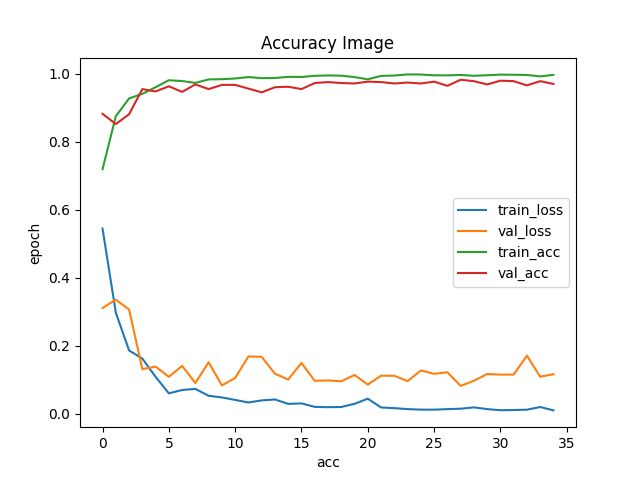 Accuracy Image
1.0
0.8
0.6
0.4
0.2
0.0
epoch
train_loss
val_loss
train_acc
val_acc
0 5 10 15 20 25 30 35
acc